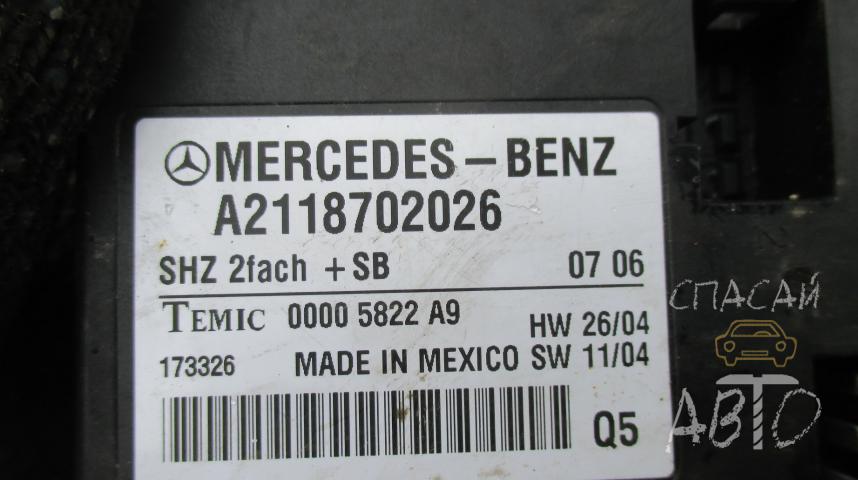 MERCEDES-BENZ
A2118702026
SHZ 2fach + SB 07 06
TEMIC 0000 5822 A9 HW 26/04
173326 MADE IN MEXICO SW 11/04
Q5
СПАСАЙ
АВТО